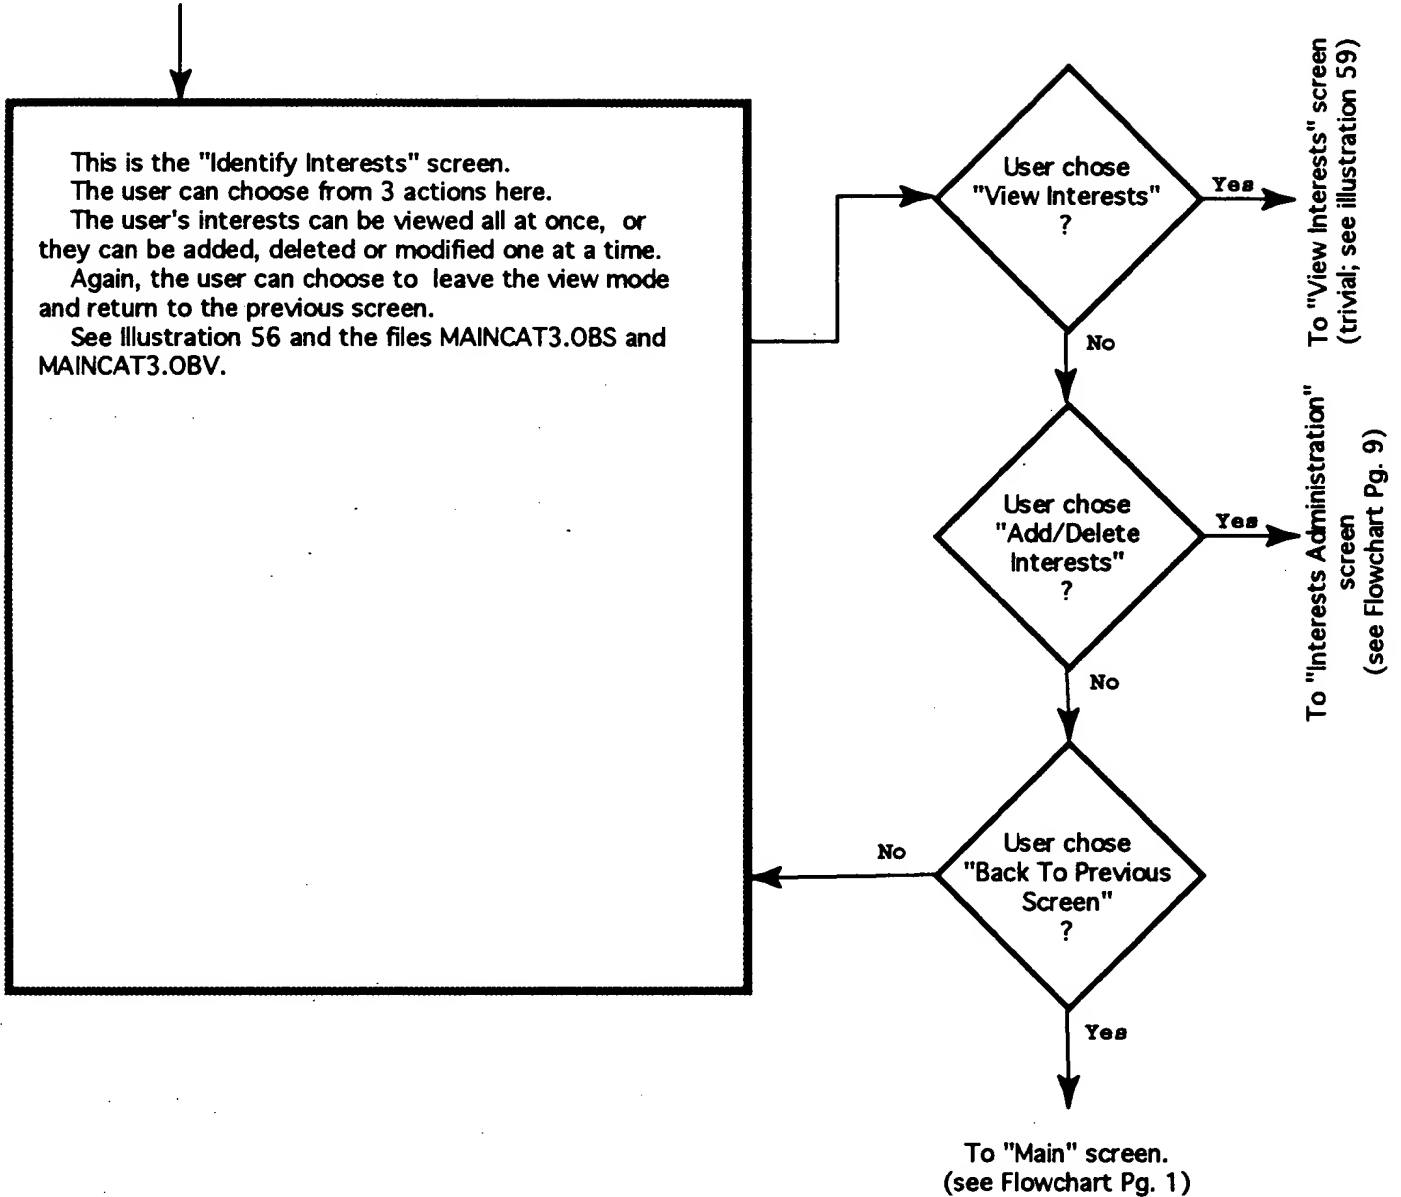 This is the "Identify Interests" screen.
The user can choose from 3 actions here.
The user's interests can be viewed all at once, or
they can be added, deleted or modified one at a time.
Again, the user can choose to leave the view mode
and return to the previous screen.
See Illustration 56 and the files MAINCAT3.OBS and
MAINCAT3.OBV.
User chose
"View Interests"
?
Yes
To "View Interests" screen
(trivial; see illustration 59)
No
User chose
"Add/Delete
Interests"
?
Yes
To "Interests Administration"
screen
(see Flowchart Pg. 9)
No
User chose
"Back To Previous
Screen"
?
No
Yes
To "Main" screen.
(see Flowchart Pg. 1)